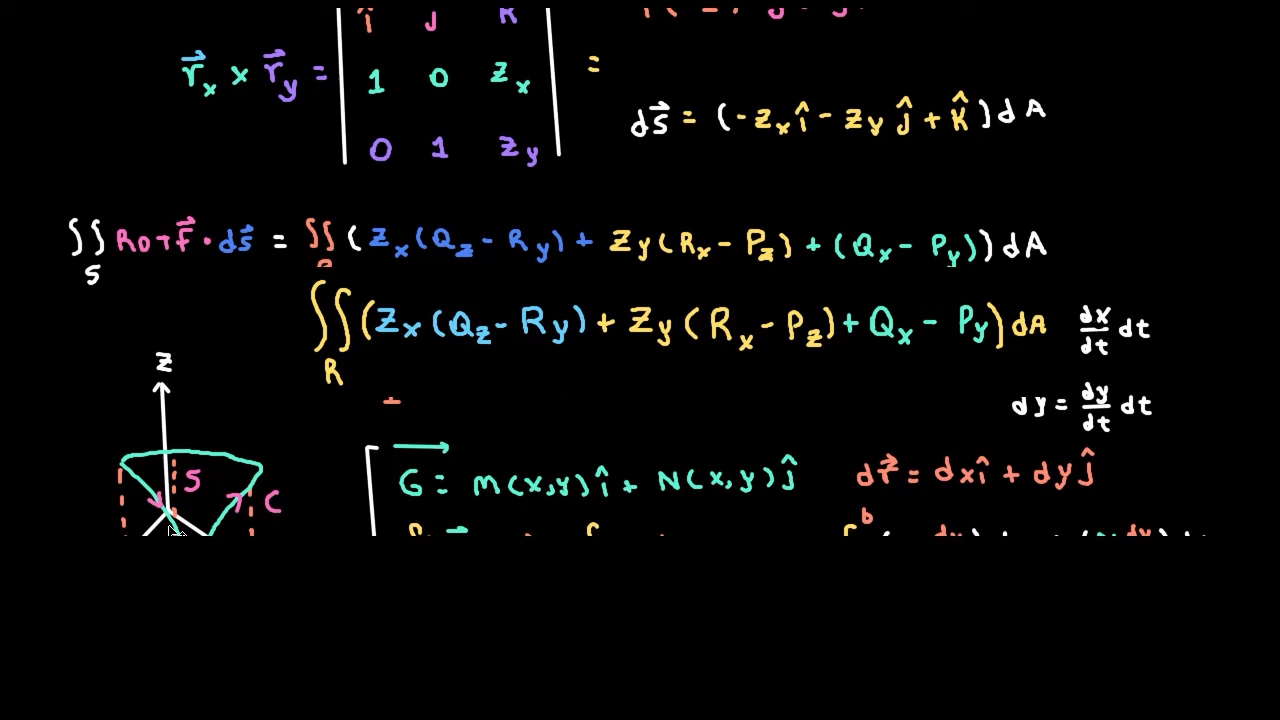 î j k
r⃗x × r⃗y = | 1 0 zx | =
0 1 zy
dS⃗ = (-zx î - zy ĵ + k̂) dA
∬S Rot F⃗ · dS⃗ = ∬ (zx(Qz - Ry) + zy(Rx - Pz) + (Qx - Py)) dA
∬R (zx(Qz - Ry) + zy(Rx - Pz) + Qx - Py) dA
dx/dt dt
dy = dy/dt dt
z
S
C
G = M(x,y) î + N(x,y) ĵ
dr⃗ = dx î + dy ĵ
b